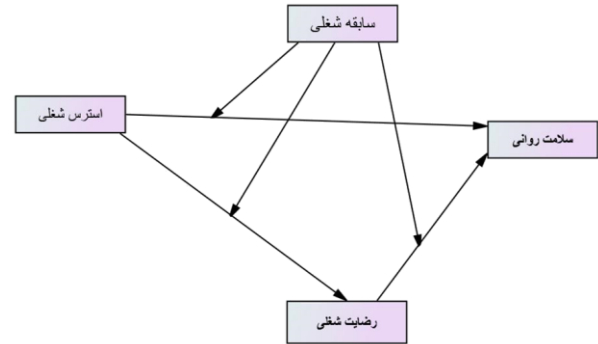 سابقه شغلی
استرس شغلی
سلامت روانی
رضایت شغلی